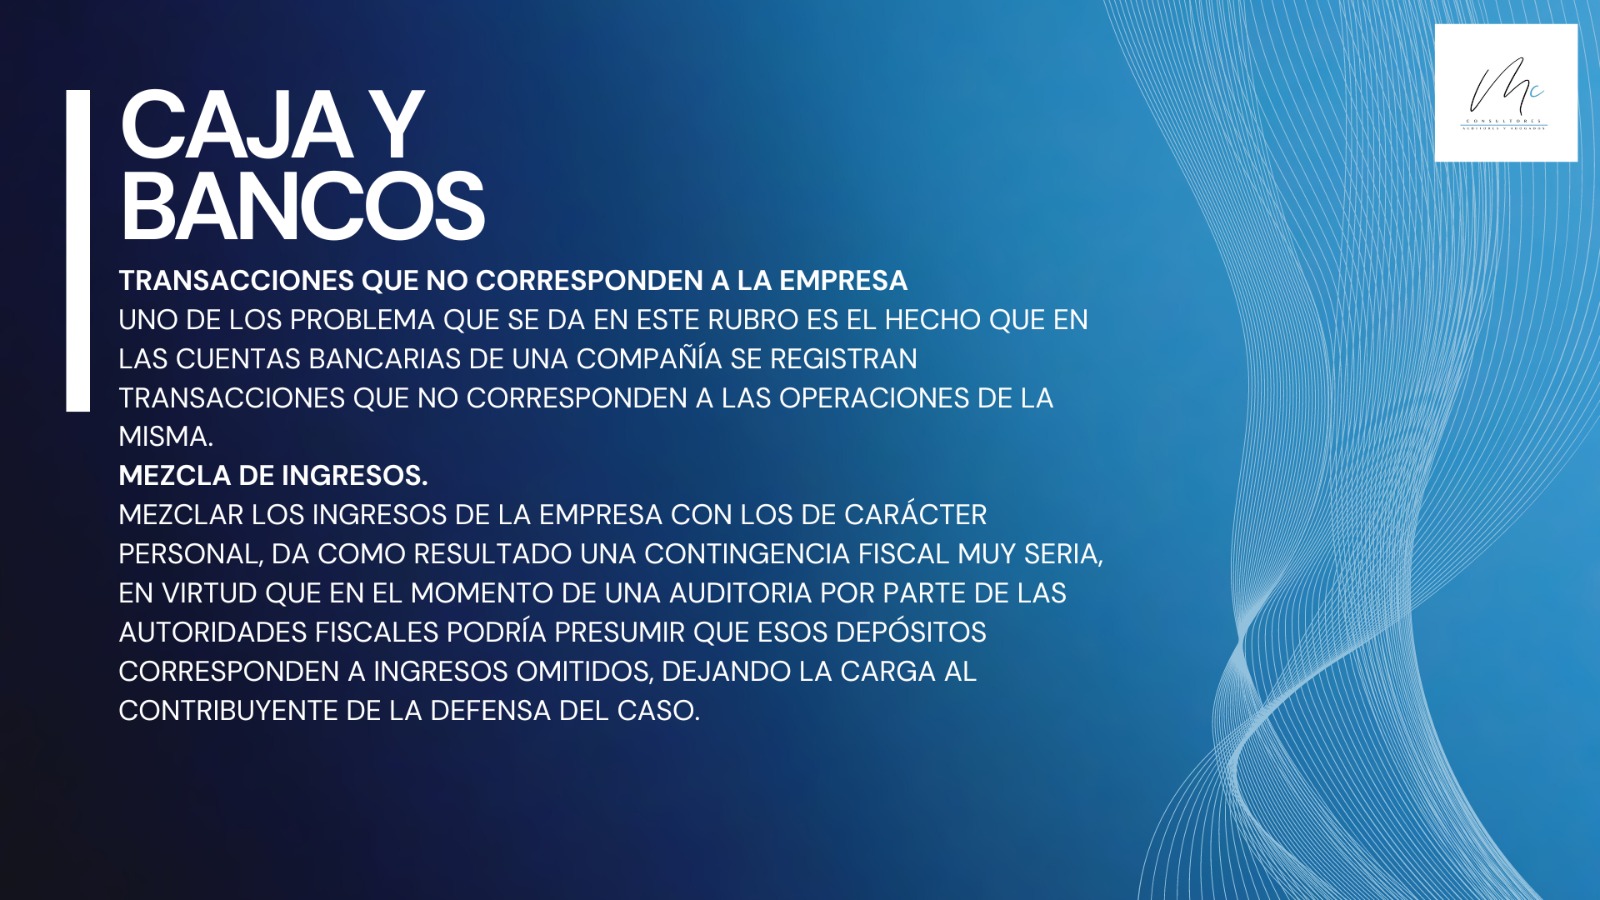 CAJA Y
BANCOS
TRANSACCIONES QUE NO CORRESPONDEN A LA EMPRESA
UNO DE LOS PROBLEMA QUE SE DA EN ESTE RUBRO ES EL HECHO QUE EN
LAS CUENTAS BANCARIAS DE UNA COMPAÑÍA SE REGISTRAN
TRANSACCIONES QUE NO CORRESPONDEN A LAS OPERACIONES DE LA
MISMA.
MEZCLA DE INGRESOS.
MEZCLAR LOS INGRESOS DE LA EMPRESA CON LOS DE CARÁCTER
PERSONAL, DA COMO RESULTADO UNA CONTINGENCIA FISCAL MUY SERIA,
EN VIRTUD QUE EN EL MOMENTO DE UNA AUDITORIA POR PARTE DE LAS
AUTORIDADES FISCALES PODRÍA PRESUMIR QUE ESOS DEPÓSITOS
CORRESPONDEN A INGRESOS OMITIDOS, DEJANDO LA CARGA AL
CONTRIBUYENTE DE LA DEFENSA DEL CASO.
Mc
CONSULTORES
AUDITORES Y ABOGADOS